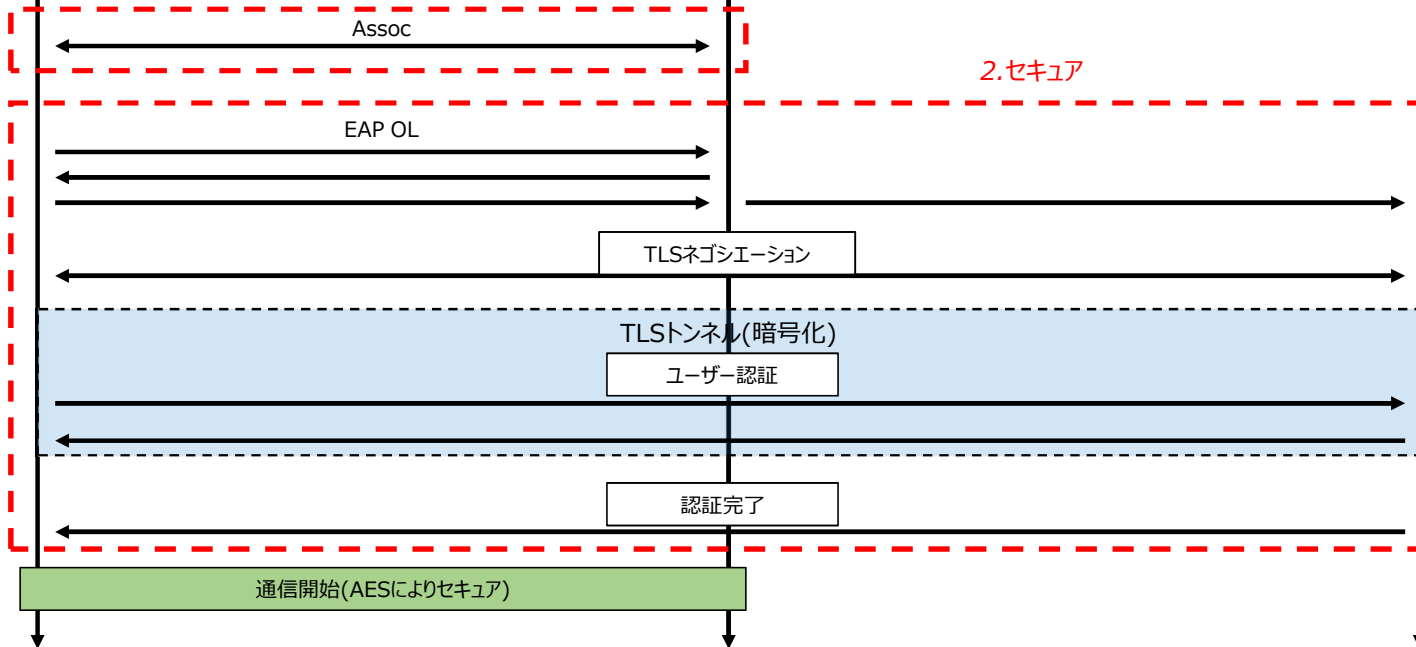 Assoc
2.セキュア
EAP OL
TLSネゴシエーション
TLSトンネル(暗号化)
ユーザー認証
認証完了
通信開始(AESによりセキュア)